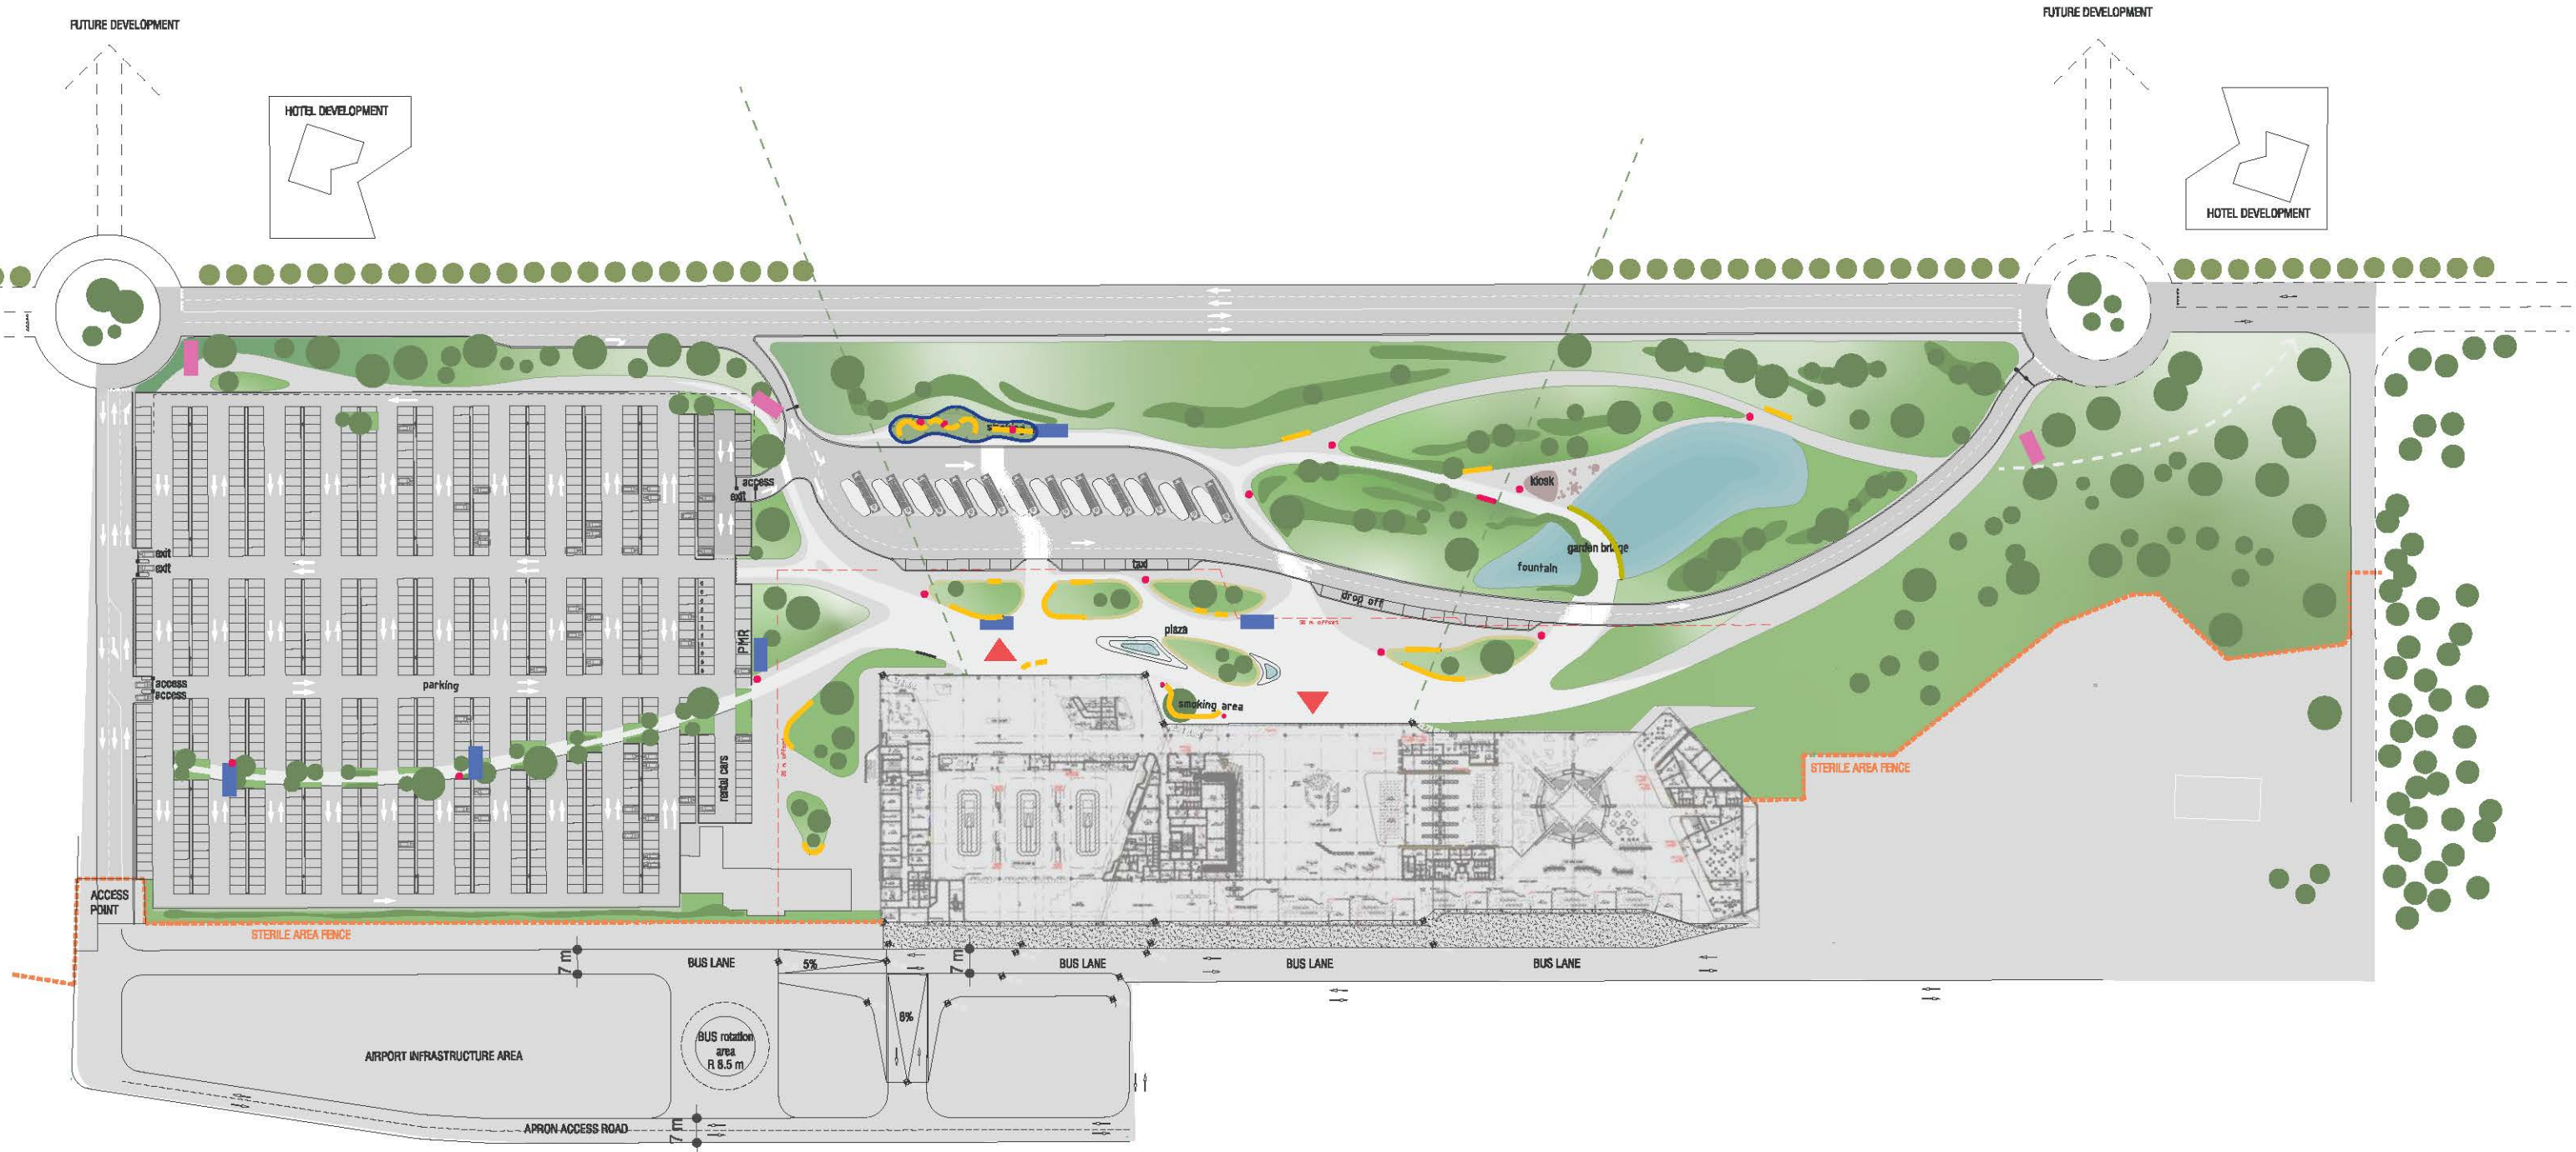 FUTURE DEVELOPMENT
FUTURE DEVELOPMENT
HOTEL DEVELOPMENT
HOTEL DEVELOPMENT
access
exit
kiosk
exit
exit
garden bridge
fountain
taxi
drop off
plaza
PMR
access
access
parking
smoking area
rental cars
STERILE AREA FENCE
ACCESS
POINT
STERILE AREA FENCE
7 m
BUS LANE
5%
7 m
BUS LANE
BUS LANE
BUS LANE
8%
BUS rotation
area
R 8.5 m
AIRPORT INFRASTRUCTURE AREA
APRON ACCESS ROAD
7 m